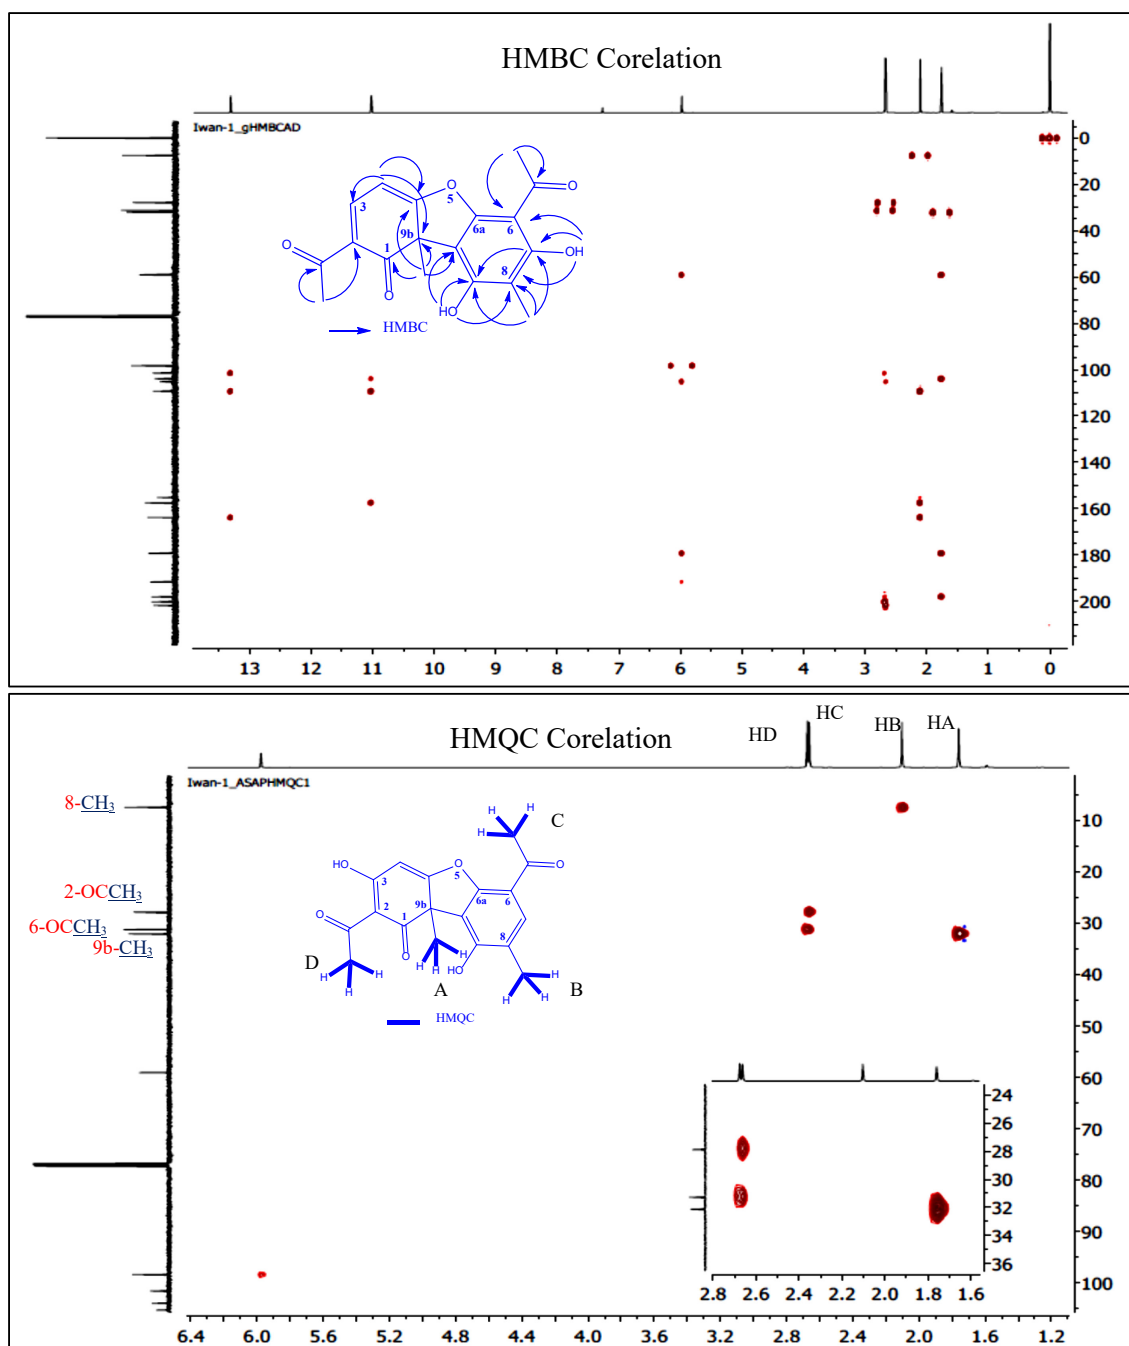 HMBC Corelation
Iwan-1_gHMBCAD
0
20
40
60
80
100
120
140
160
180
200
O
5
O
3
6a
6
9b
1
8
OH
O
O
HO
HMBC
13 12 11 10 9 8 7 6 5 4 3 2 1 0
HMQC Corelation
HD
HC
HB
HA
Iwan-1_ASAPHMQC1
8-CH3
2-OCCH3
6-OCCH3
9b-CH3
10
20
30
40
50
60
70
80
90
100
H
H
H
C
HO
3
O
5
O
2
6a
6
9b
1
8
O
O
HO
D
H
H
H
H
H
H
A
H
H
H
B
HMQC
24
26
28
30
32
34
36
2.8 2.6 2.4 2.2 2.0 1.8 1.6
6.4 6.0 5.6 5.2 4.8 4.4 4.0 3.6 3.2 2.8 2.4 2.0 1.6 1.2